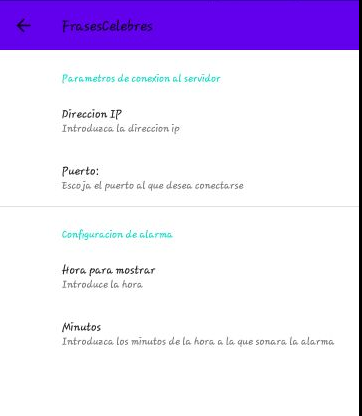 FrasesCelebres
Parametros de conexion al servidor
Direccion IP
Introduzca la direccion ip
Puerto:
Escoja el puerto al que desea conectarse
Configuracion de alarma
Hora para mostrar
Introduce la hora
Minutos
Introduzca los minutos de la hora a la que sonara la alarma